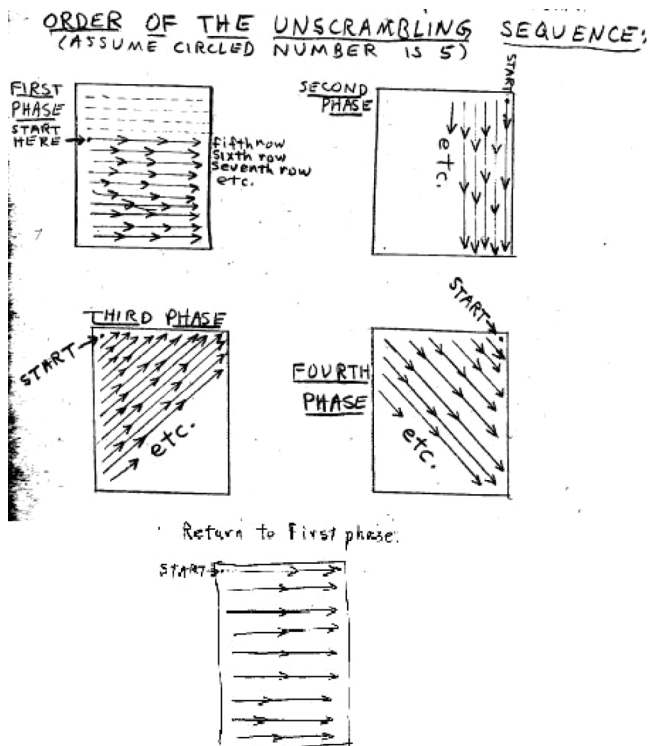 ORDER OF THE UNSCRAMBLING SEQUENCE:
(ASSUME CIRCLED NUMBER IS 5)
FIRST PHASE
START HERE
fifth row
sixth row
seventh row
etc.
SECOND PHASE
START
etc.
THIRD PHASE
START
etc.
FOURTH PHASE
START
etc.
Return to First phase.
START